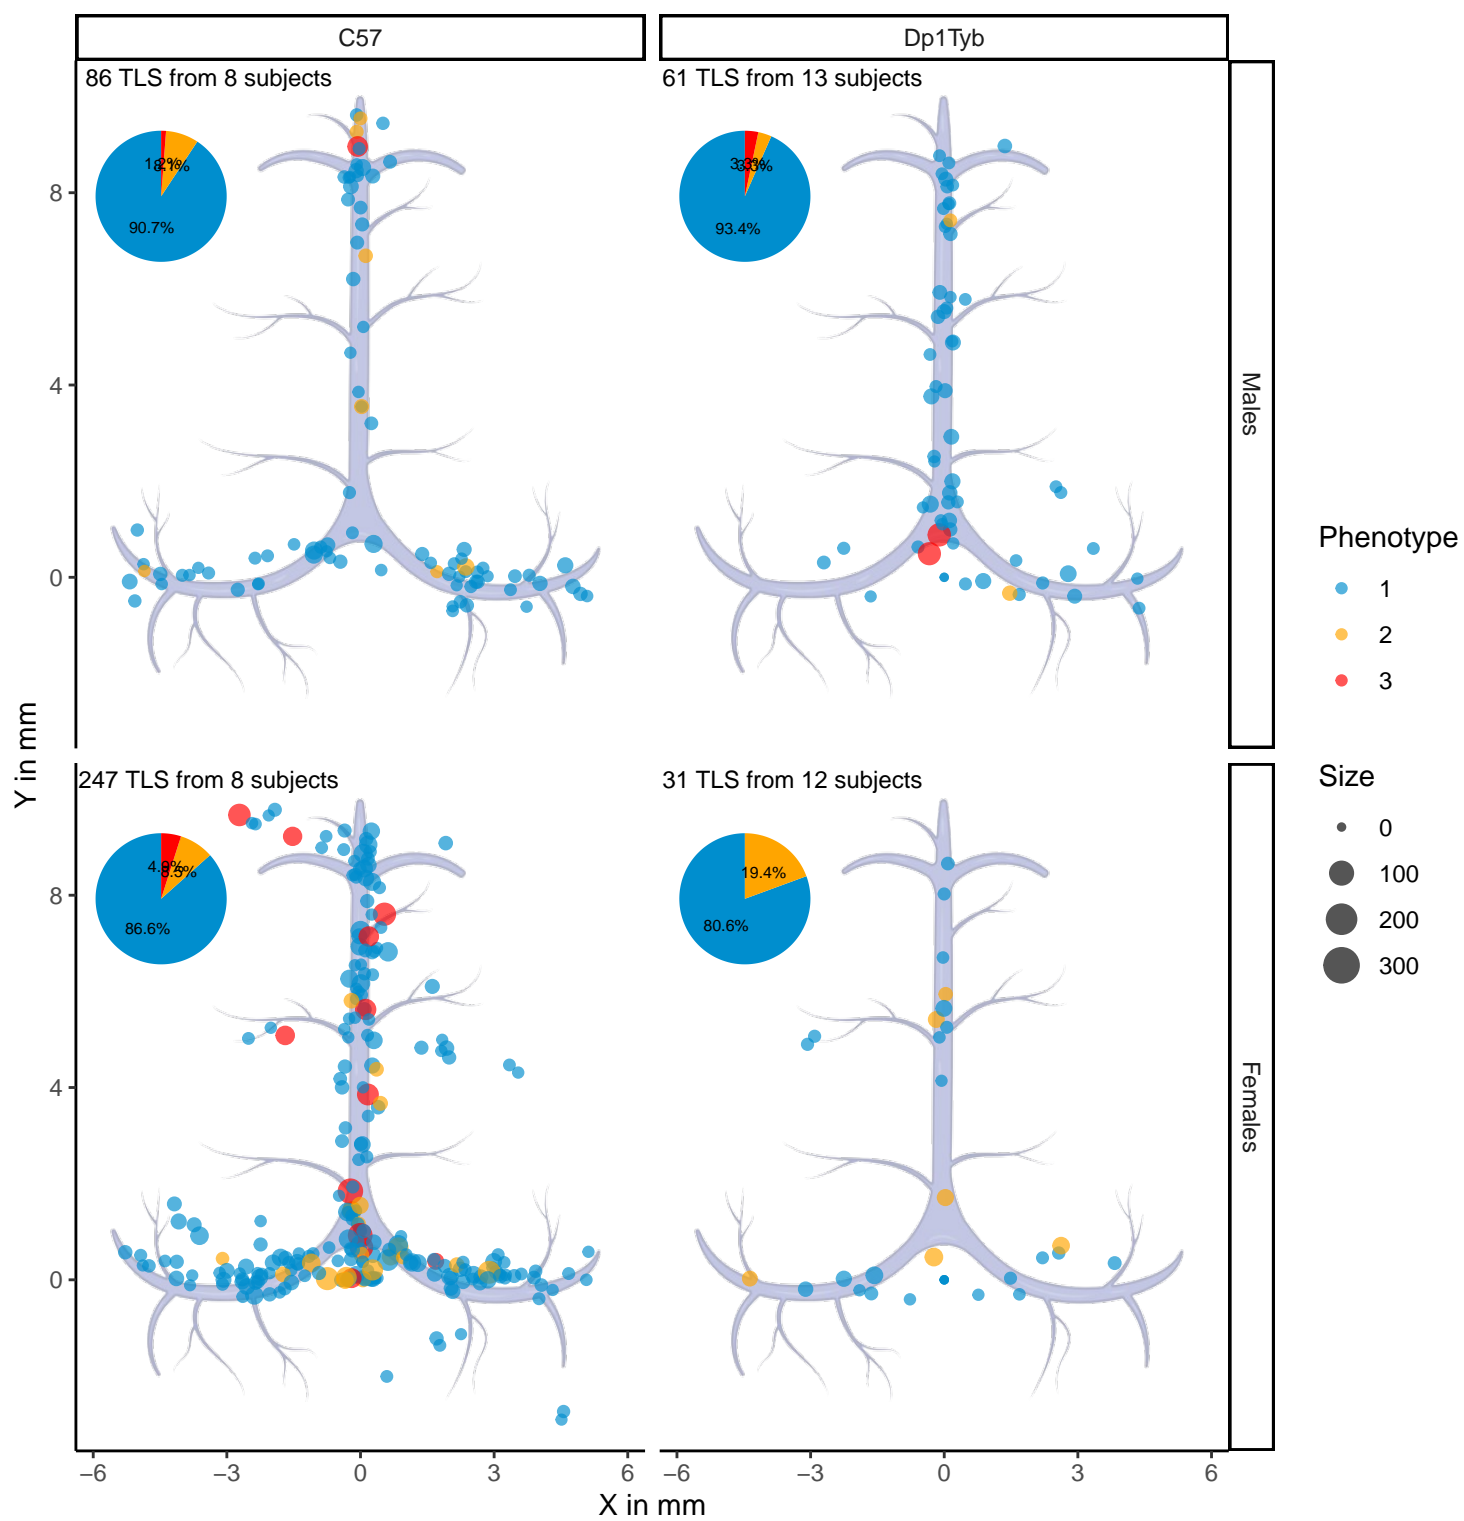 C57
Dp1Tyb
86 TLS from 8 subjects
61 TLS from 13 subjects
90.7%
93.4%
Males
8
4
0
Y in mm
247 TLS from 8 subjects
31 TLS from 12 subjects
86.6%
19.4%
80.6%
Females
8
4
0
−6
−3
0
3
6
−6
−3
0
3
6
X in mm
Phenotype
1
2
3
Size
0
100
200
300